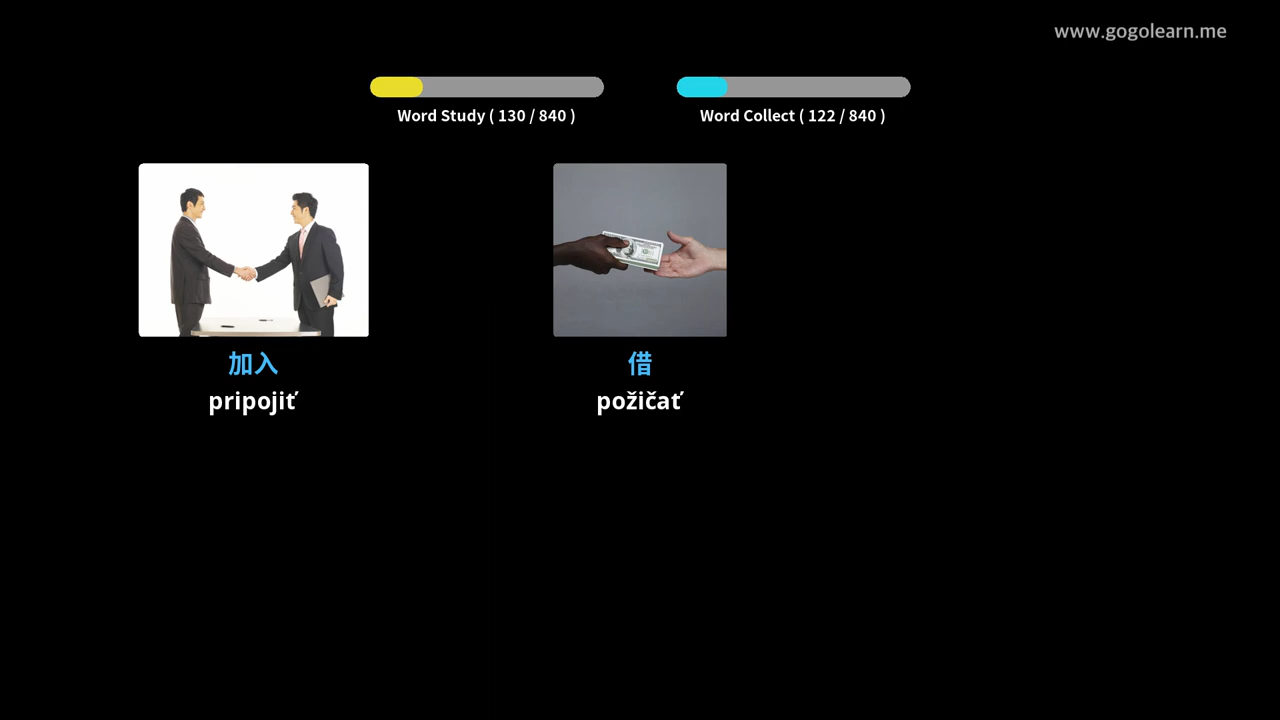 www.gogolearn.me
Word Study ( 130 / 840 )
Word Collect ( 122 / 840 )
加入
pripojiť
借
požičať